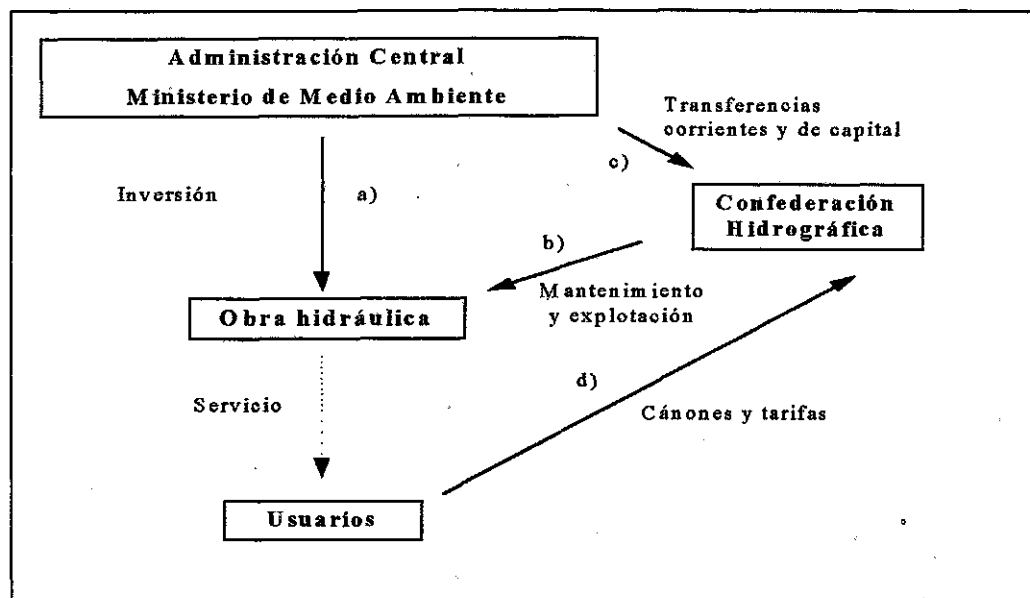 Administración Central
Ministerio de Medio Ambiente
Transferencias
corrientes y de capital
c)
Inversión
a)
Confederación
Hidrográfica
b)
Mantenimiento
y explotación
Obra hidráulica
d)
Servicio
Cánones y tarifas
Usuarios